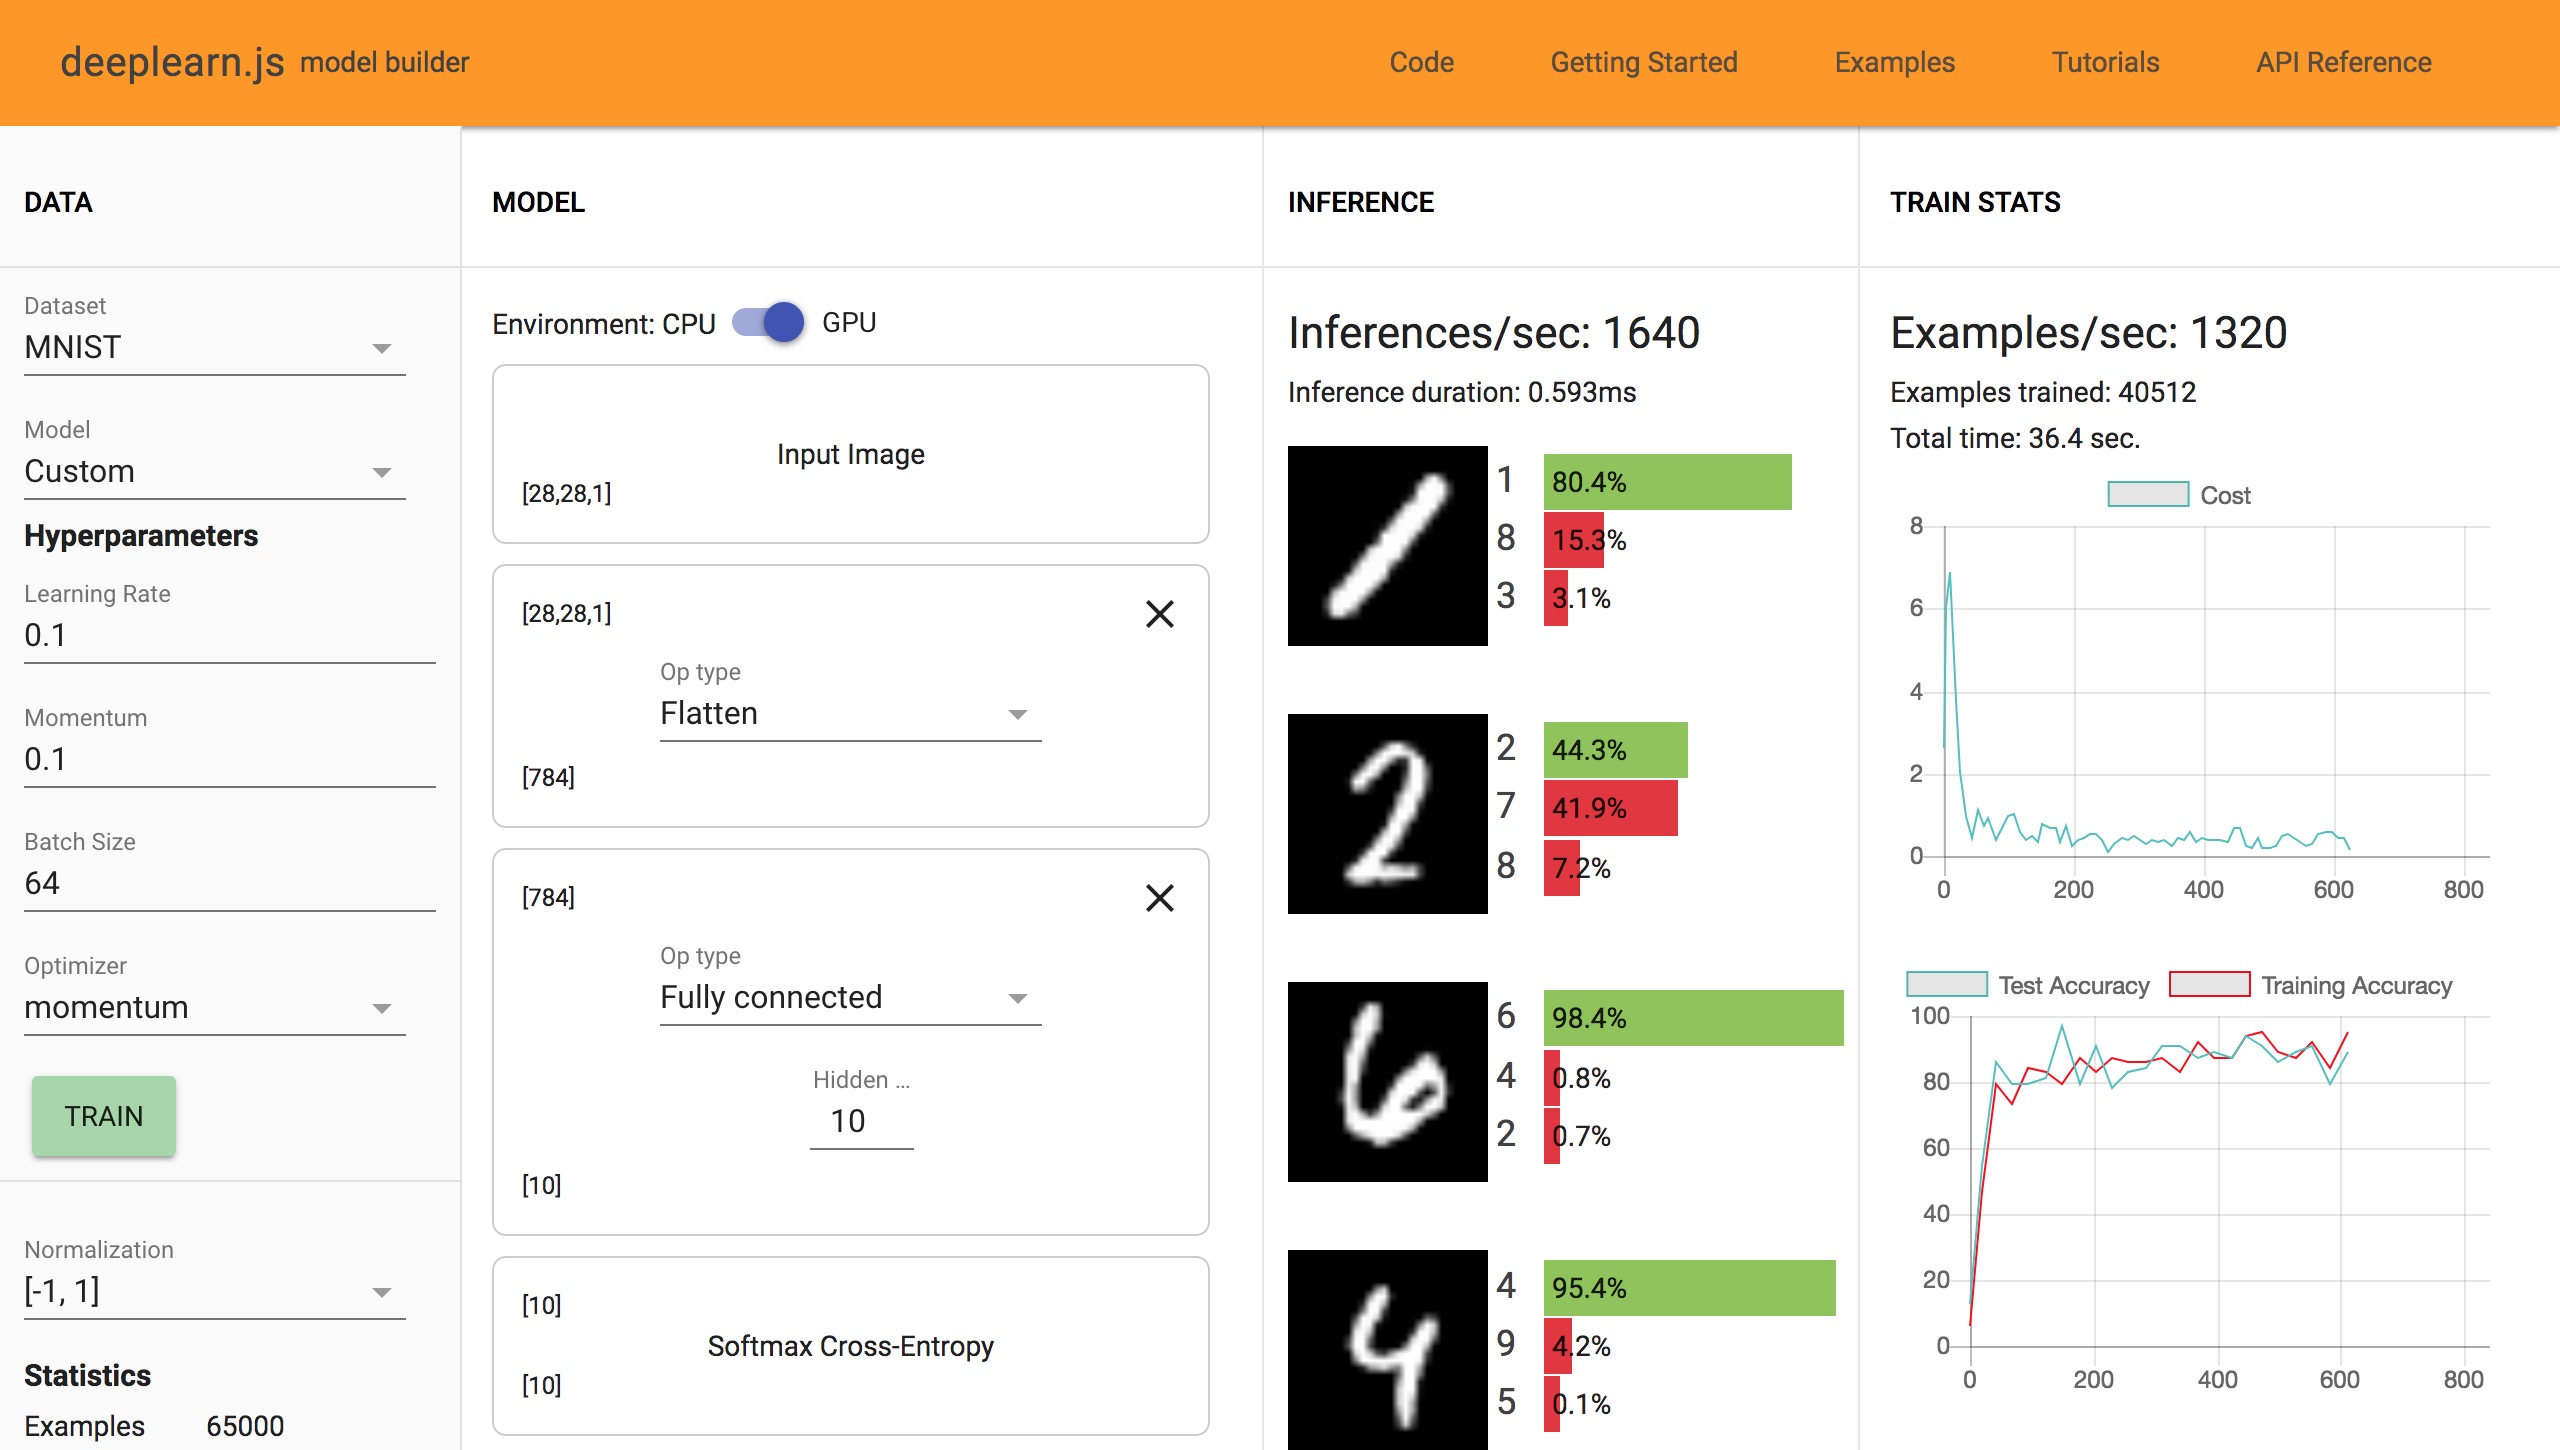 deeplearn.js model builder
Code Getting Started Examples Tutorials API Reference
DATA
Dataset
MNIST
Model
Custom
Hyperparameters
Learning Rate
0.1
Momentum
0.1
Batch Size
64
Optimizer
momentum
TRAIN
Normalization
[-1, 1]
Statistics
Examples 65000
MODEL
Environment: CPU GPU
Input Image
[28,28,1]
[28,28,1]
Op type
Flatten
[784]
[784]
Op type
Fully connected
Hidden ...
10
[10]
[10]
Softmax Cross-Entropy
[10]
INFERENCE
Inferences/sec: 1640
Inference duration: 0.593ms
1 80.4%
8 15.3%
3 3.1%
2
2 44.3%
7 41.9%
8 7.2%
6
6 98.4%
4 0.8%
2 0.7%
4
4 95.4%
9 4.2%
5 0.1%
TRAIN STATS
Examples/sec: 1320
Examples trained: 40512
Total time: 36.4 sec.
Cost
8
6
4
2
0
0 200 400 600 800
Test Accuracy Training Accuracy
100
80
60
40
20
0
0 200 400 600 800